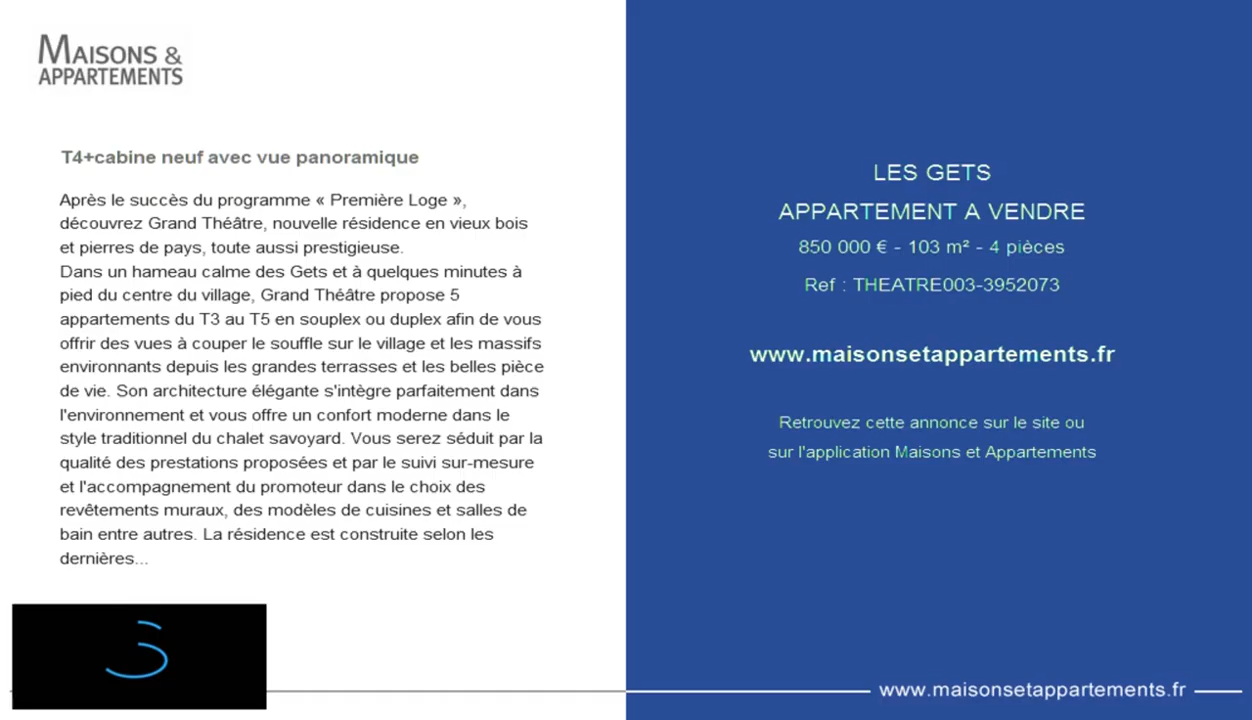 MAISONS &
APPARTEMENTS
T4+cabine neuf avec vue panoramique
Après le succès du programme « Première Loge »,
découvrez Grand Théâtre, nouvelle résidence en vieux bois
et pierres de pays, toute aussi prestigieuse.
Dans un hameau calme des Gets et à quelques minutes à
pied du centre du village, Grand Théâtre propose 5
appartements du T3 au T5 en souplex ou duplex afin de vous
offrir des vues à couper le souffle sur le village et les massifs
environnants depuis les grandes terrasses et les belles pièce
de vie. Son architecture élégante s'intègre parfaitement dans
l'environnement et vous offre un confort moderne dans le
style traditionnel du chalet savoyard. Vous serez séduit par la
qualité des prestations proposées et par le suivi sur-mesure
et l'accompagnement du promoteur dans le choix des
revêtements muraux, des modèles de cuisines et salles de
bain entre autres. La résidence est construite selon les
dernières...
LES GETS
APPARTEMENT A VENDRE
850 000 € - 103 m² - 4 pièces
Ref : THEATRE003-3952073
www.maisonsetappartements.fr
Retrouvez cette annonce sur le site ou
sur l'application Maisons et Appartements
www.maisonsetappartements.fr